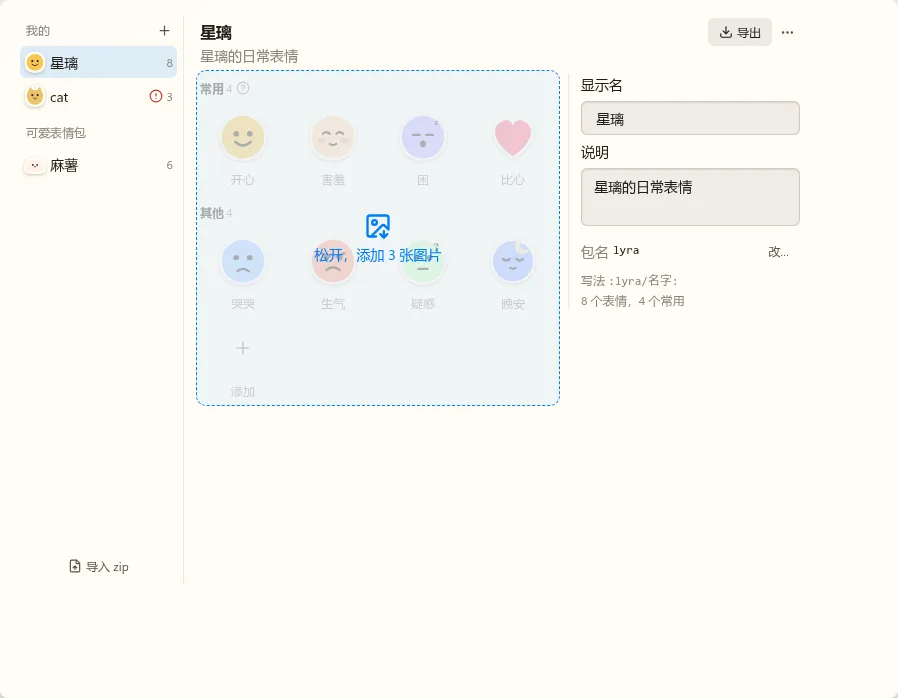 我的
星璃 8
cat 3
可爱表情包
麻薯 6
导入 zip
星璃
星璃的日常表情
导出
常用 4
开心
害羞
困
比心
其他 4
松开，添加 3 张图片
哭哭
生气
疑惑
晚安
添加
显示名
星璃
说明
星璃的日常表情
包名 lyra 改...
写法 :lyra/名字:
8 个表情，4 个常用